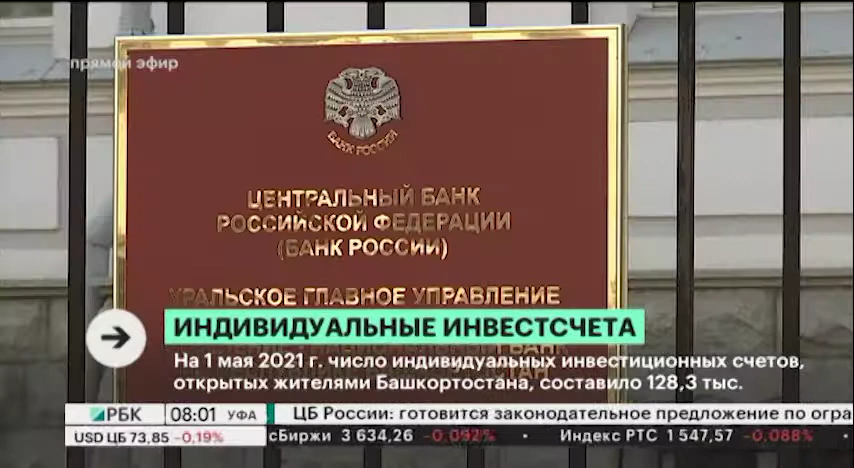 прямой эфир
БАНК РОССИИ
ЦЕНТРАЛЬНЫЙ БАНК
РОССИЙСКОЙ ФЕДЕРАЦИИ
(БАНК РОССИИ)
УРАЛЬСКОЕ ГЛАВНОЕ УПРАВЛЕНИЕ
ИНДИВИДУАЛЬНЫЕ ИНВЕСТСЧЕТА
На 1 мая 2021 г. число индивидуальных инвестиционных счетов,
открытых жителями Башкортостана, составило 128,3 тыс.
РБК 08:01 УФА ЦБ России: готовится законодательное предложение по огра
USD ЦБ 73,85 -0,19% сБиржи 3 634,26 -0,092% • Индекс РТС 1 547,57 -0,088% •